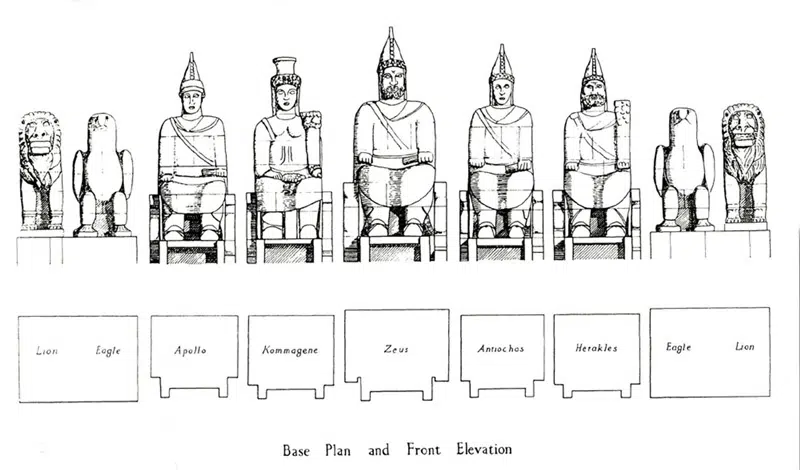 Lion Eagle Apollo Kommagene Zeus Antiochos Herakles Eagle Lion
Base Plan and Front Elevation